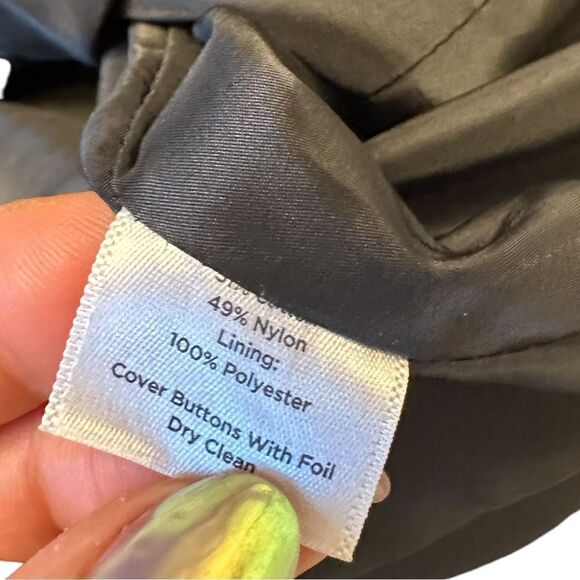 49% Nylon
Lining:
100% Polyester
Cover Buttons With Foil
Dry Clean